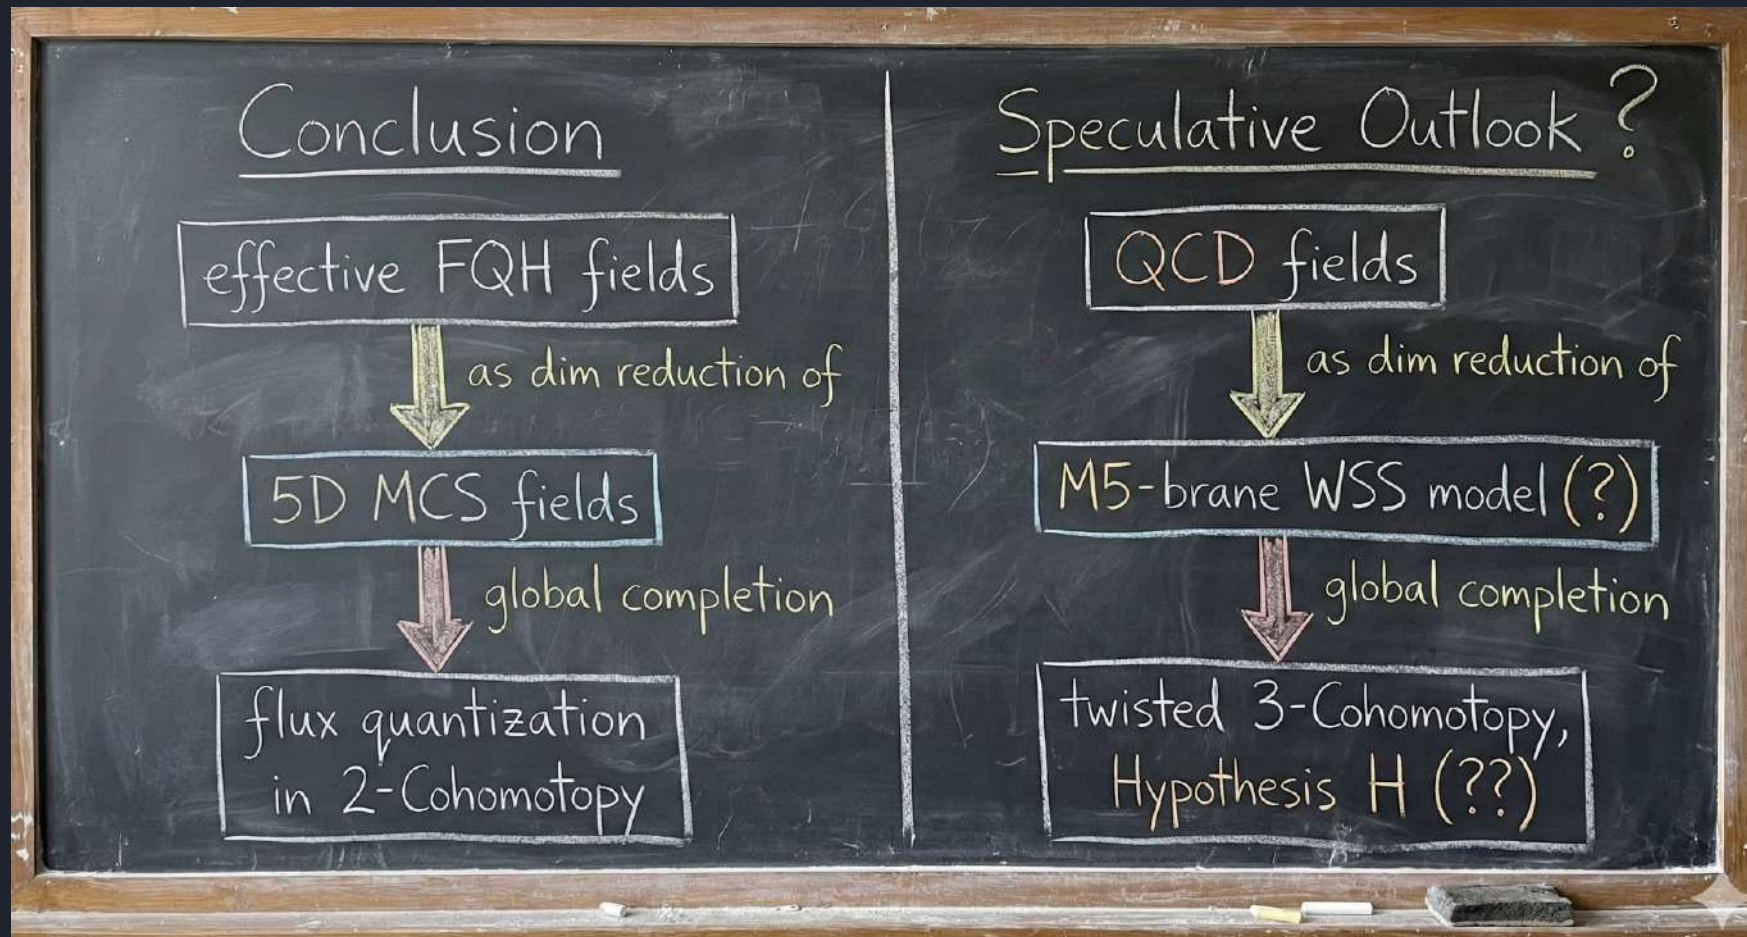 Conclusion
effective FQH fields
as dim reduction of
5D MCS fields
global completion
flux quantization
in 2-Cohomotopy
Speculative Outlook ?
QCD fields
as dim reduction of
M5-brane WSS model (?)
global completion
twisted 3-Cohomotopy,
Hypothesis H (??)